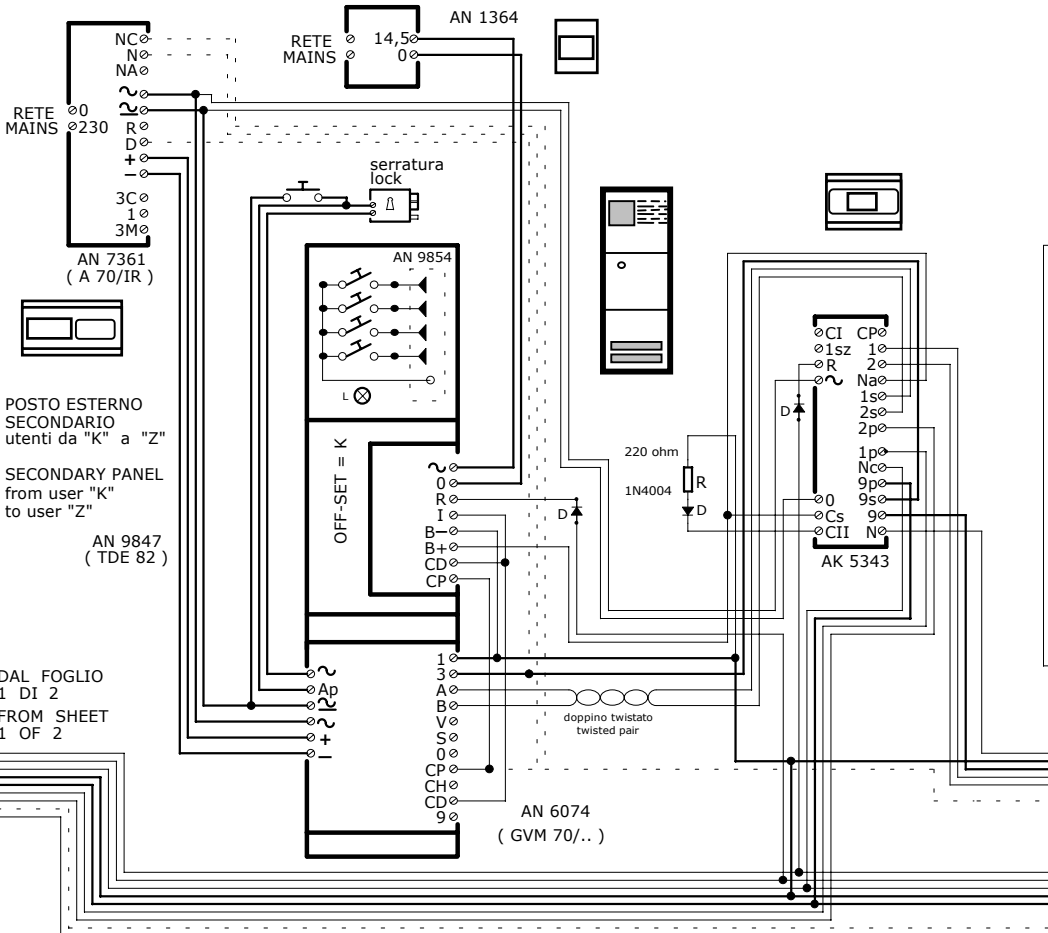 AN 1364
NC
N
NA
RETE
MAINS
14,5
0
~
RETE
MAINS
0
230
R
D
+
−
3C
1
3M
AN 7361
( A 70/IR )
serratura
lock
AN 9854
L
OFF-SET = K
POSTO ESTERNO
SECONDARIO
utenti da "K" a "Z"
SECONDARY PANEL
from user "K"
to user "Z"
AN 9847
( TDE 82 )
~
0
R
I
B−
B+
CD
CP
D
220 ohm
R
1N4004
D
D
CI CP
1sz 1
R 2
~ Na
1s
2s
2p
1p
Nc
9p
0 9s
Cs 9
CII N
AK 5343
DAL FOGLIO
1 DI 2
FROM SHEET
1 OF 2
~
Ap
~
~
+
−
1
3
A
B
V
S
0
CP
CH
CD
9
doppino twistato
twisted pair
AN 6074
( GVM 70/.. )